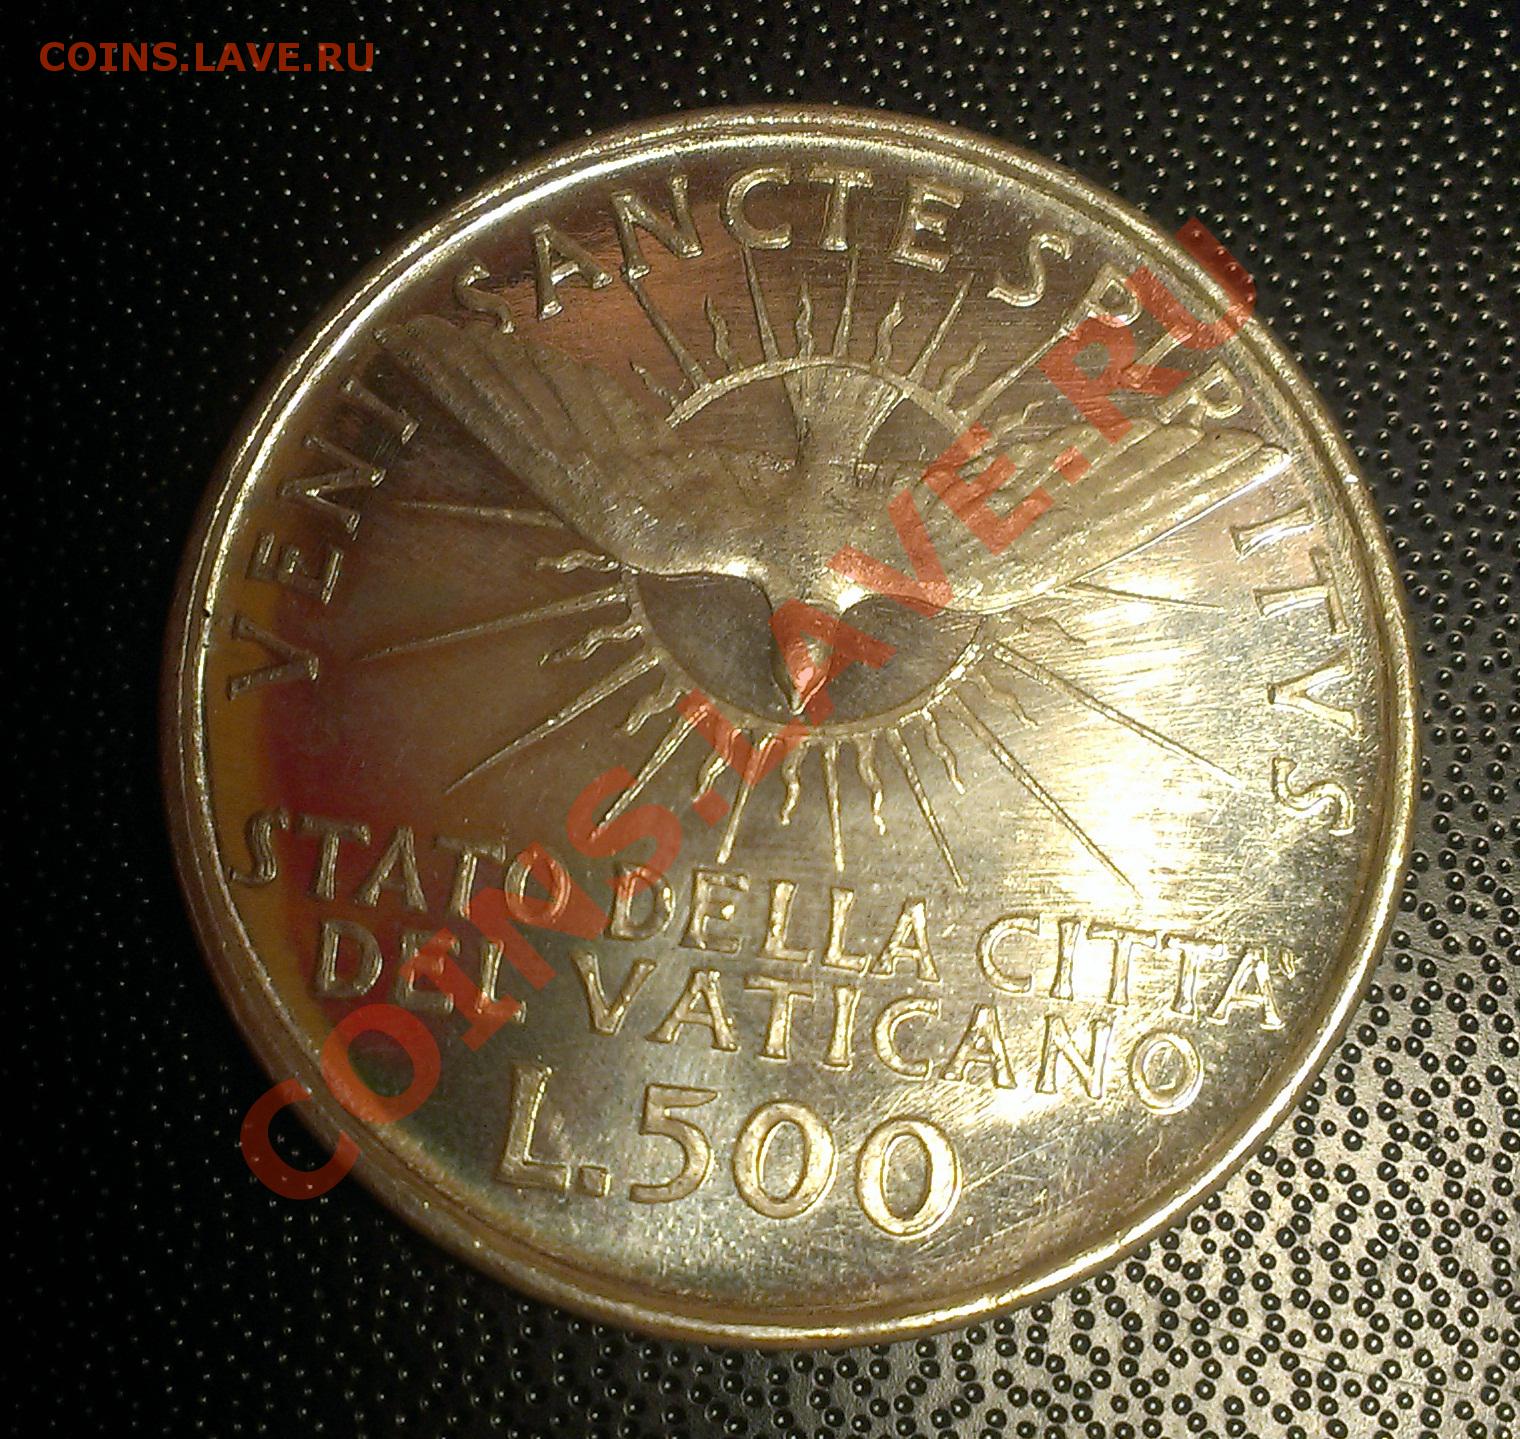 COINS.LAVE.RU
VENI SANCTE SPIRITVS
STATO DELLA CITTA'
DEL VATICANO
L.500
COINS.LAVE.RU